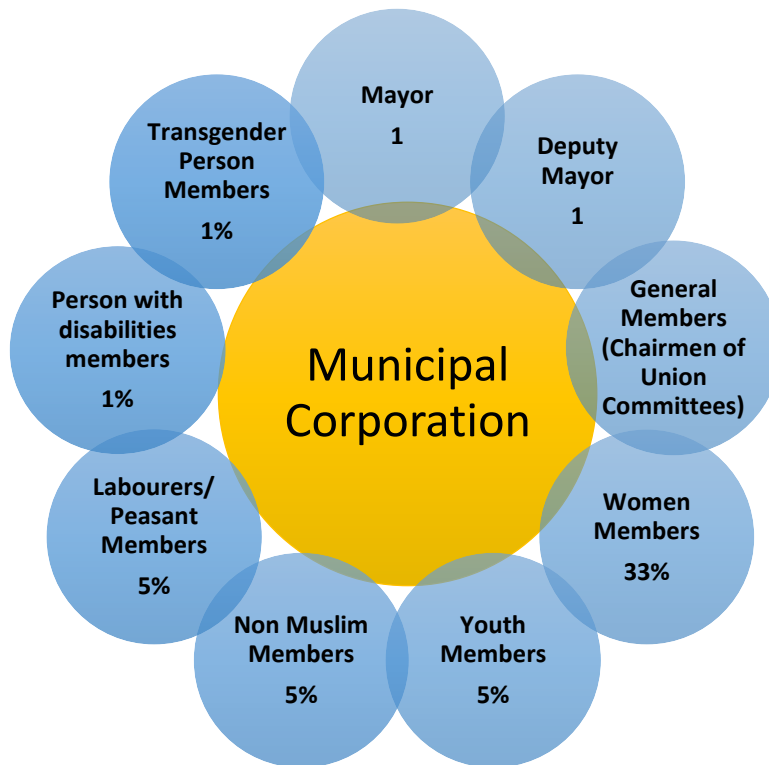 Mayor
1
Deputy
Mayor
1
General
Members
(Chairmen of
Union
Committees)
Women
Members
33%
Youth
Members
5%
Non Muslim
Members
5%
Labourers/
Peasant
Members
5%
Person with
disabilities
members
1%
Transgender
Person
Members
1%
Municipal
Corporation